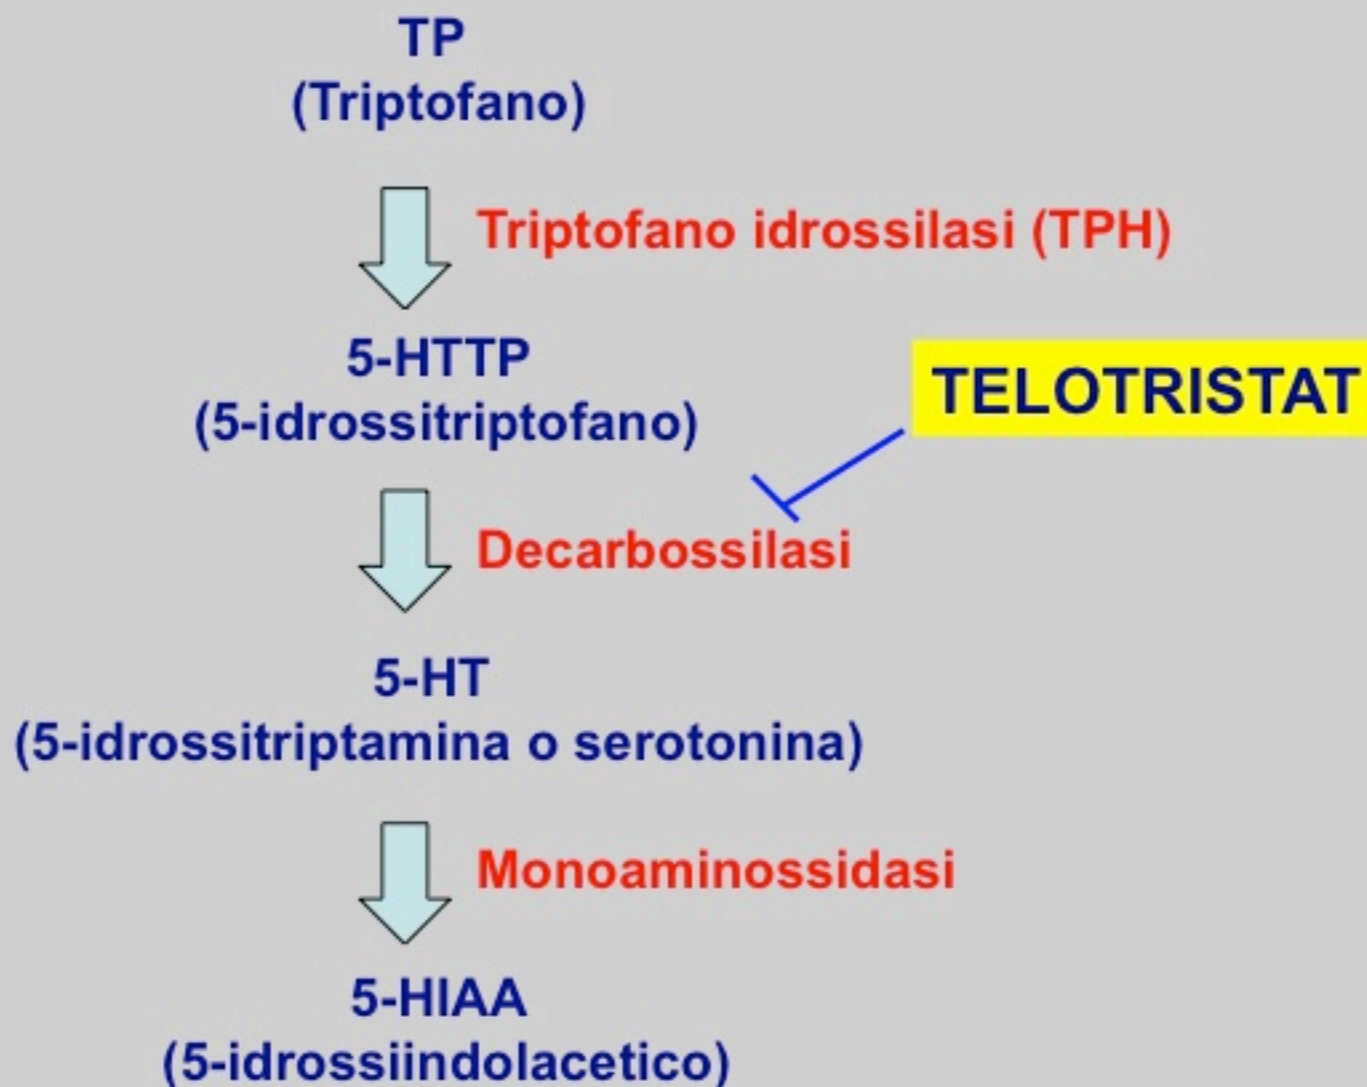 TP
(Triptofano)
Triptofano idrossilasi (TPH)
5-HTTP
(5-idrossitriptofano)
TELOTRISTAT
Decarbossilasi
5-HT
(5-idrossitriptamina o serotonina)
Monoaminossidasi
5-HIAA
(5-idrossiindolacetico)